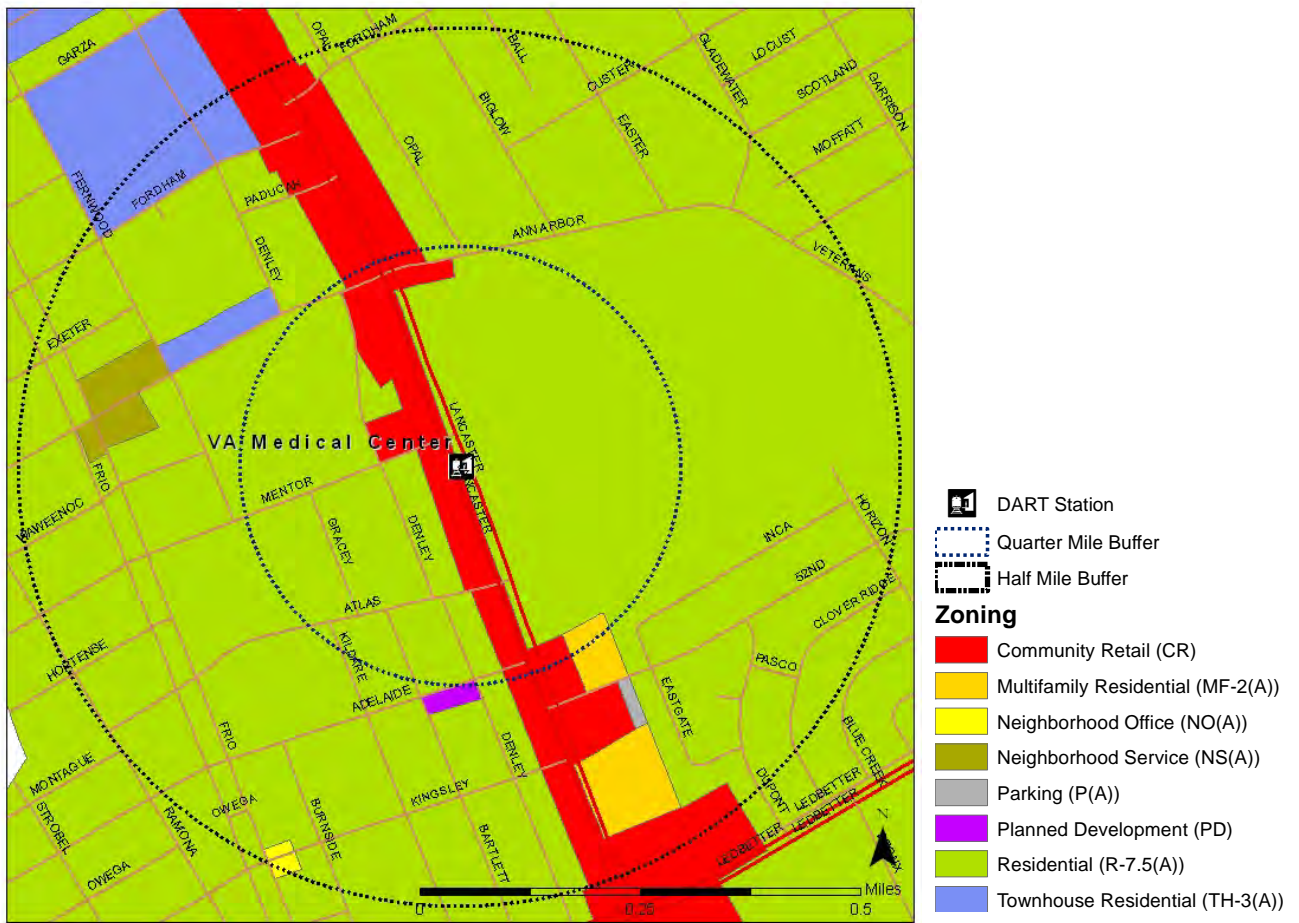 GARZA
OPAL
FORDHAM
BALL
CUSTER
GLADEWATER
LOCUST
SCOTLAND
GARRISON
MOFFATT
BIGLOW
EASTER
OPAL
FERNWOOD
FORDHAM
PADUCAH
DENLEY
ANN ARBOR
VETERANS
EXETER
LANCASTER
VA Medical Center
LANCASTER
FRIO
MENTOR
WAWEENOC
GRACEY
DENLEY
HORIZON
INCA
52ND
CLOVER RIDGE
ATLAS
KILDARE
HORTENSE
PASCO
ADELAIDE
EASTGATE
FRIO
DENLEY
BLUE CREEK
MONTAGUE
DUPONT
LEDBETTER
LEDBETTER
KINGSLEY
OWEGA
BURNSIDE
STROBEL
RAMONA
BARTLETT
LEDBETTER
OWEGA
N
Miles
0 0.25 0.5
DART Station
Quarter Mile Buffer
Half Mile Buffer
Zoning
Community Retail (CR)
Multifamily Residential (MF-2(A))
Neighborhood Office (NO(A))
Neighborhood Service (NS(A))
Parking (P(A))
Planned Development (PD)
Residential (R-7.5(A))
Townhouse Residential (TH-3(A))